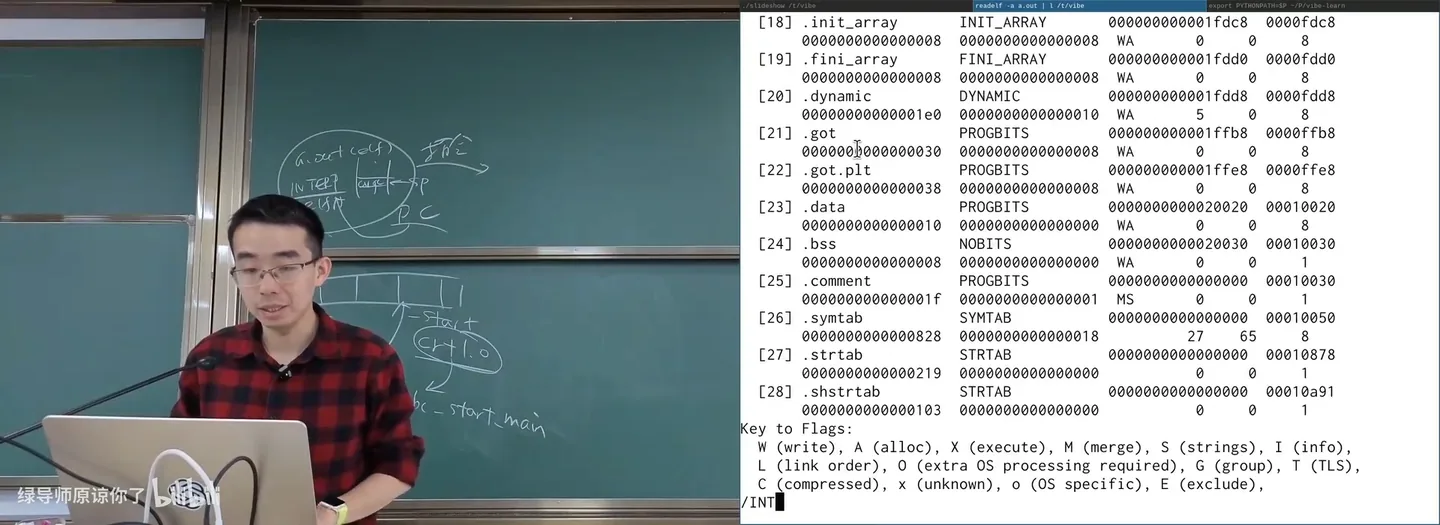 a.out (elf)
INTERP
PC
_start
crt1.o
bc_start_main
绿导师原谅你了 bilibili
./slideshow /t/vibe
readelf -a a.out | l /t/vibe
export PYTHONPATH=$P ~/P/vibe-learn
[18] .init_array INIT_ARRAY 000000000001fdc8 0000fdc8
0000000000000008 0000000000000008 WA 0 0 8
[19] .fini_array FINI_ARRAY 000000000001fdd0 0000fdd0
0000000000000008 0000000000000008 WA 0 0 8
[20] .dynamic DYNAMIC 000000000001fdd8 0000fdd8
00000000000001e0 0000000000000010 WA 5 0 8
[21] .got PROGBITS 000000000001ffb8 0000ffb8
0000000000000030 0000000000000008 WA 0 0 8
[22] .got.plt PROGBITS 000000000001ffe8 0000ffe8
0000000000000038 0000000000000008 WA 0 0 8
[23] .data PROGBITS 0000000000020020 00010020
0000000000000010 0000000000000000 WA 0 0 8
[24] .bss NOBITS 0000000000020030 00010030
0000000000000008 0000000000000000 WA 0 0 1
[25] .comment PROGBITS 0000000000000000 00010030
000000000000001f 0000000000000001 MS 0 0 1
[26] .symtab SYMTAB 0000000000000000 00010050
0000000000000828 0000000000000018 27 65 8
[27] .strtab STRTAB 0000000000000000 00010878
0000000000000219 0000000000000000 0 0 1
[28] .shstrtab STRTAB 0000000000000000 00010a91
0000000000000103 0000000000000000 0 0 1
Key to Flags:
W (write), A (alloc), X (execute), M (merge), S (strings), I (info),
L (link order), O (extra OS processing required), G (group), T (TLS),
C (compressed), x (unknown), o (OS specific), E (exclude),
/INT